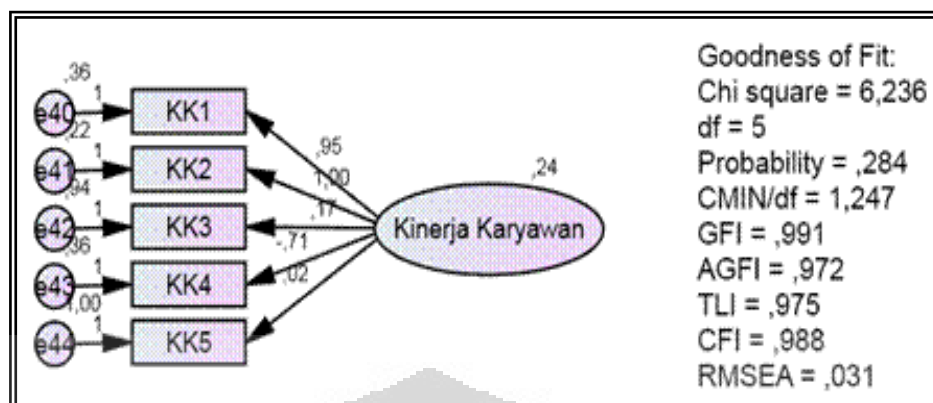 ,36
e40
1
KK1
,22
e41
1
KK2
,94
e42
1
KK3
,36
e43
1
KK4
1,00
e44
1
KK5
,95
1,00
,17
-,71
,02
,24
Kinerja Karyawan
Goodness of Fit:
Chi square = 6,236
df = 5
Probability = ,284
CMIN/df = 1,247
GFI = ,991
AGFI = ,972
TLI = ,975
CFI = ,988
RMSEA = ,031